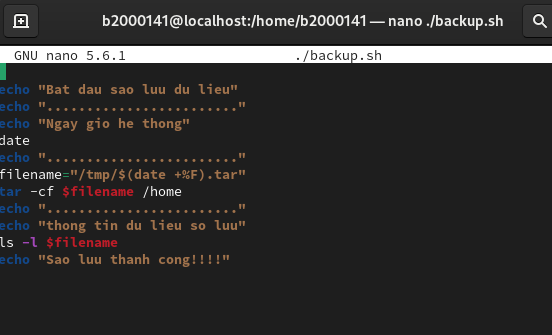 b2000141@localhost:/home/b2000141 — nano ./backup.sh
GNU nano 5.6.1 ./backup.sh
echo "Bat dau sao luu du lieu"
echo "........................"
echo "Ngay gio he thong"
date
echo "........................"
filename="/tmp/$(date +%F).tar"
tar -cf $filename /home
echo "........................"
echo "thong tin du lieu so luu"
ls -l $filename
echo "Sao luu thanh cong!!!!"